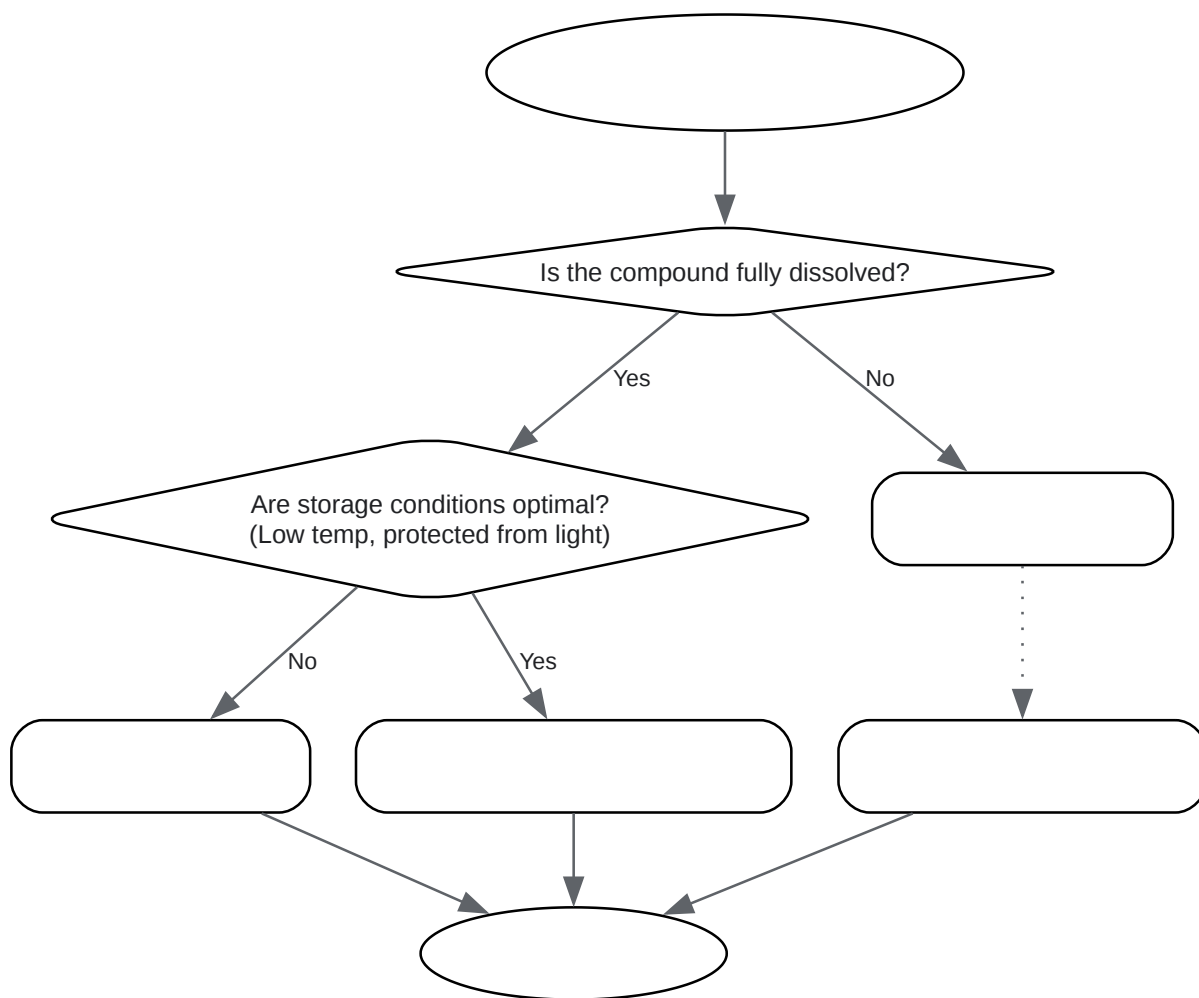 Is the compound fully dissolved?
Yes
No
Are storage conditions optimal?
(Low temp, protected from light)
No
Yes